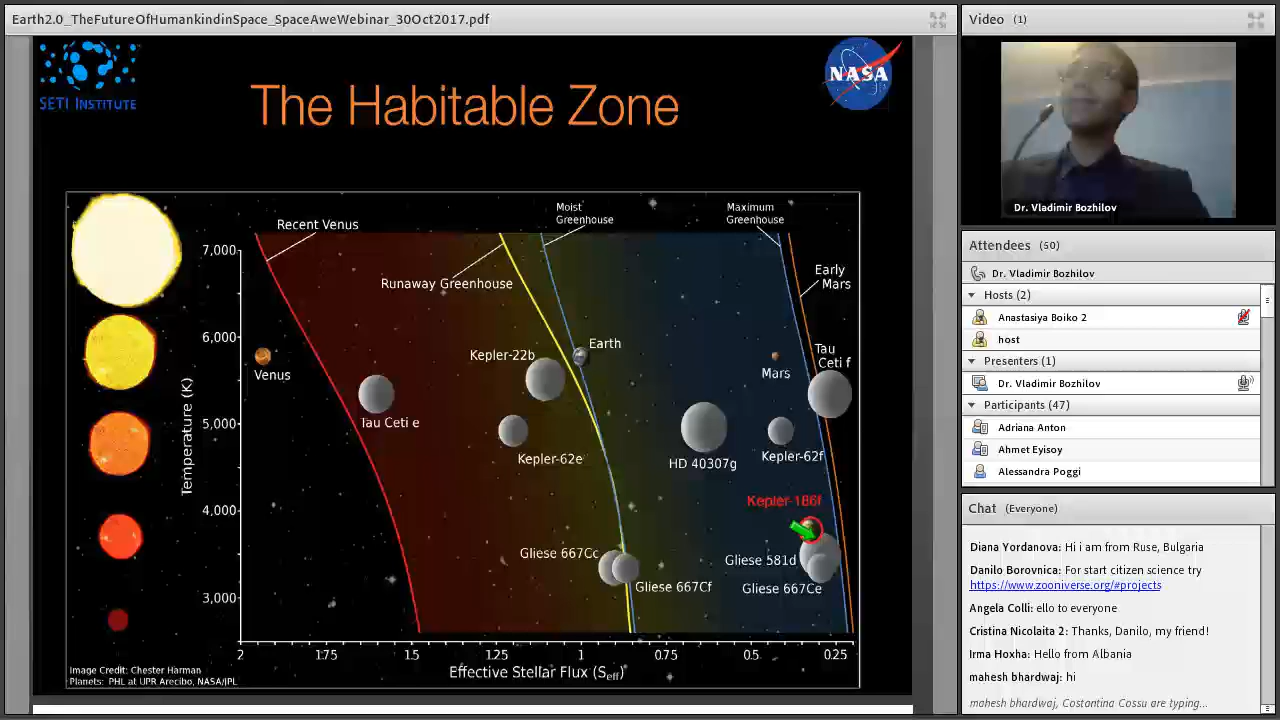 Earth2.0_TheFutureOfHumankindinSpace_SpaceAweWebinar_30Oct2017.pdf
SETI INSTITUTE
NASA
JP
The Habitable Zone
Recent Venus
Moist
Greenhouse
Maximum
Greenhouse
7,000
Runaway Greenhouse
Early
Mars
6,000
Venus
Kepler-22b
Earth
Mars
Tau
Ceti f
Temperature (K)
5,000
Tau Ceti e
Kepler-62e
HD 40307g
Kepler-62f
4,000
Kepler-186f
Gliese 667Cc
Gliese 581d
Gliese 667Cf
Gliese 667Ce
3,000
2
1.75
1.5
1.25
1
0.75
0.5
0.25
Effective Stellar Flux (Seff)
Image Credit: Chester Harman
Planets: PHL at UPR Arecibo, NASA/JPL
Video (1)
Dr. Vladimir Bozhilov
Attendees (50)
Dr. Vladimir Bozhilov
Hosts (2)
Anastasiya Boiko 2
host
Presenters (1)
Dr. Vladimir Bozhilov
Participants (47)
Adriana Anton
Ahmet Eyisoy
Alessandra Poggi
Chat (Everyone)
Diana Yordanova: Hi i am from Ruse, Bulgaria
Danilo Borovnica: For start citizen science try
https://www.zooniverse.org/#projects
Angela Colli: ello to everyone
Cristina Nicolaita 2: Thanks, Danilo, my friend!
Irma Hoxha: Hello from Albania
mahesh bhardwaj: hi
mahesh bhardwaj, Costantina Cossu are typing...